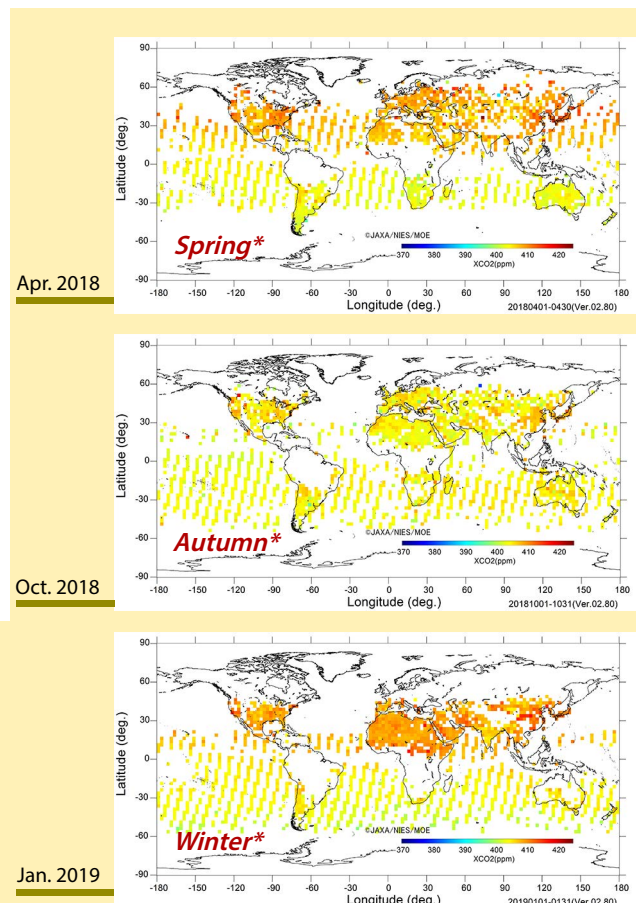 90
60
30
0
-30
-60
-90
Latitude (deg.)
©JAXA/NIES/MOE
370 380 390 400 410 420
XCO2(ppm)
Spring*
Apr. 2018
-180 -150 -120 -90 -60 -30 0 30 60 90 120 150 180
Longitude (deg.)
20180401-0430(Ver.02.80)
90
60
30
0
-30
-60
-90
Latitude (deg.)
©JAXA/NIES/MOE
370 380 390 400 410 420
XCO2(ppm)
Autumn*
Oct. 2018
-180 -150 -120 -90 -60 -30 0 30 60 90 120 150 180
Longitude (deg.)
20181001-1031(Ver.02.80)
90
60
30
0
-30
-60
-90
Latitude (deg.)
©JAXA/NIES/MOE
370 380 390 400 410 420
XCO2(ppm)
Winter*
Jan. 2019
-180 -150 -120 -90 -60 -30 0 30 60 90 120 150 180
Longitude (deg.)
20190101-0131(Ver.02.80)